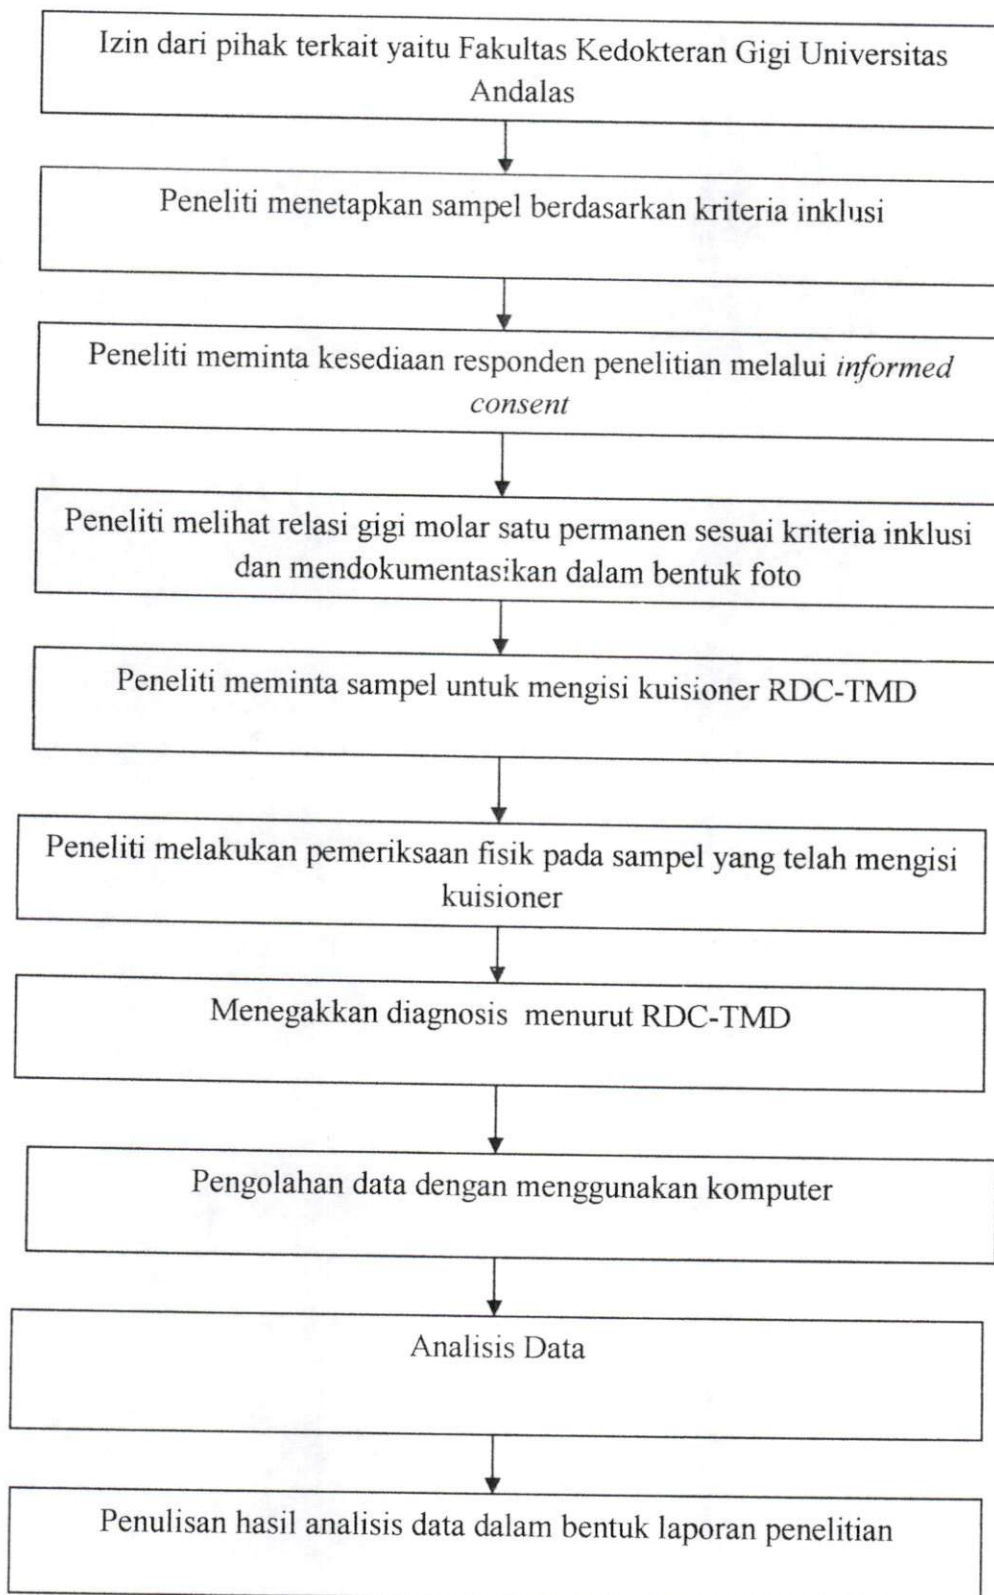 Izin dari pihak terkait yaitu Fakultas Kedokteran Gigi Universitas
Andalas
Peneliti menetapkan sampel berdasarkan kriteria inklusi
Peneliti meminta kesediaan responden penelitian melalui informed
consent
Peneliti melihat relasi gigi molar satu permanen sesuai kriteria inklusi
dan mendokumentasikan dalam bentuk foto
Peneliti meminta sampel untuk mengisi kuisioner RDC-TMD
Peneliti melakukan pemeriksaan fisik pada sampel yang telah mengisi
kuisioner
Menegakkan diagnosis menurut RDC-TMD
Pengolahan data dengan menggunakan komputer
Analisis Data
Penulisan hasil analisis data dalam bentuk laporan penelitian